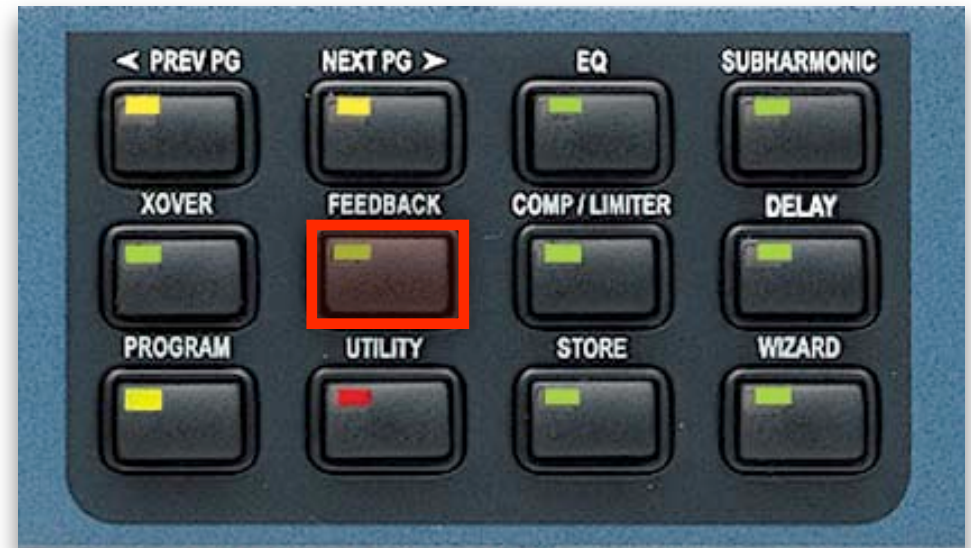 < PREV PG NEXT PG > EQ SUBHARMONIC
XOVER FEEDBACK COMP / LIMITER DELAY
PROGRAM UTILITY STORE WIZARD